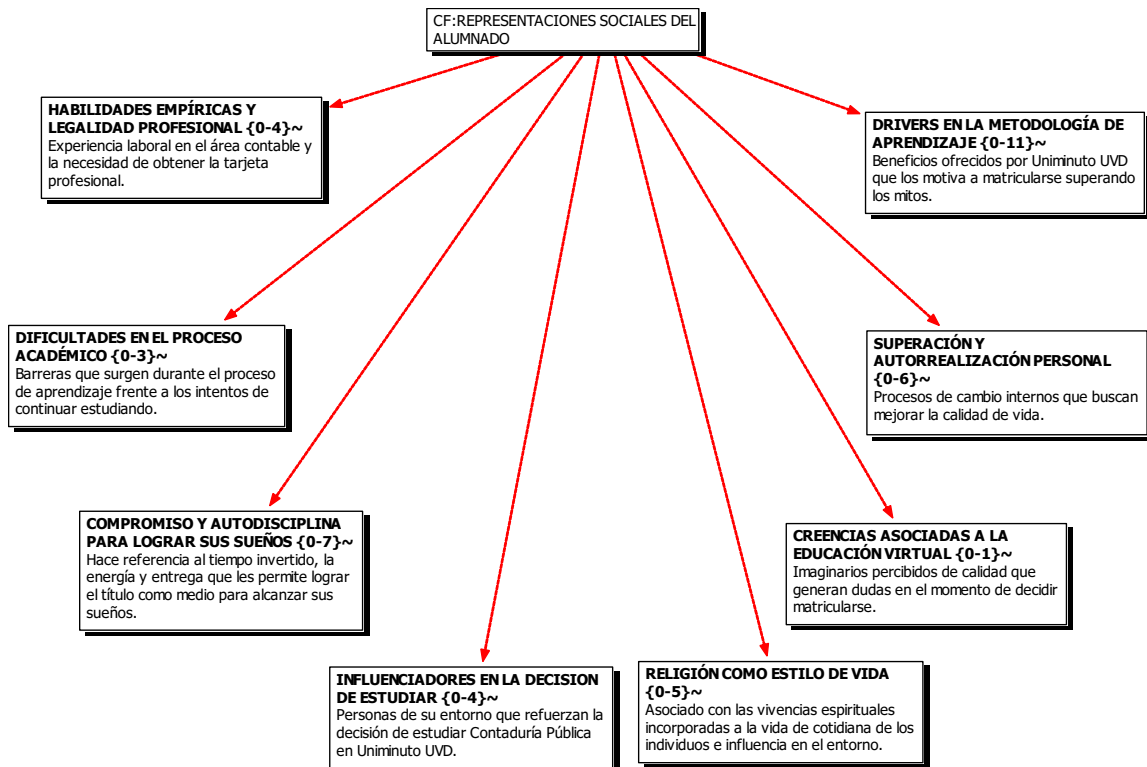 CF:REPRESENTACIONES SOCIALES DEL
ALUMNADO
HABILIDADES EMPÍRICAS Y
LEGALIDAD PROFESIONAL {0-4}~
Experiencia laboral en el área contable y
la necesidad de obtener la tarjeta
profesional.
DRIVERS EN LA METODOLOGÍA DE
APRENDIZAJE {0-11}~
Beneficios ofrecidos por Uniminuto UVD
que los motiva a matricularse superando
los mitos.
DIFICULTADES EN EL PROCESO
ACADÉMICO {0-3}~
Barreras que surgen durante el proceso
de aprendizaje frente a los intentos de
continuar estudiando.
SUPERACIÓN Y
AUTORREALIZACIÓN PERSONAL
{0-6}~
Procesos de cambio internos que buscan
mejorar la calidad de vida.
COMPROMISO Y AUTODISCIPLINA
PARA LOGRAR SUS SUEÑOS {0-7}~
Hace referencia al tiempo invertido, la
energía y entrega que les permite lograr
el título como medio para alcanzar sus
sueños.
CREENCIAS ASOCIADAS A LA
EDUCACIÓN VIRTUAL {0-1}~
Imaginarios percibidos de calidad que
generan dudas en el momento de decidir
matricularse.
INFLUENCIADORES EN LA DECISION
DE ESTUDIAR {0-4}~
Personas de su entorno que refuerzan la
decisión de estudiar Contaduría Pública
en Uniminuto UVD.
RELIGIÓN COMO ESTILO DE VIDA
{0-5}~
Asociado con las vivencias espirituales
incorporadas a la vida de cotidiana de los
individuos e influencia en el entorno.